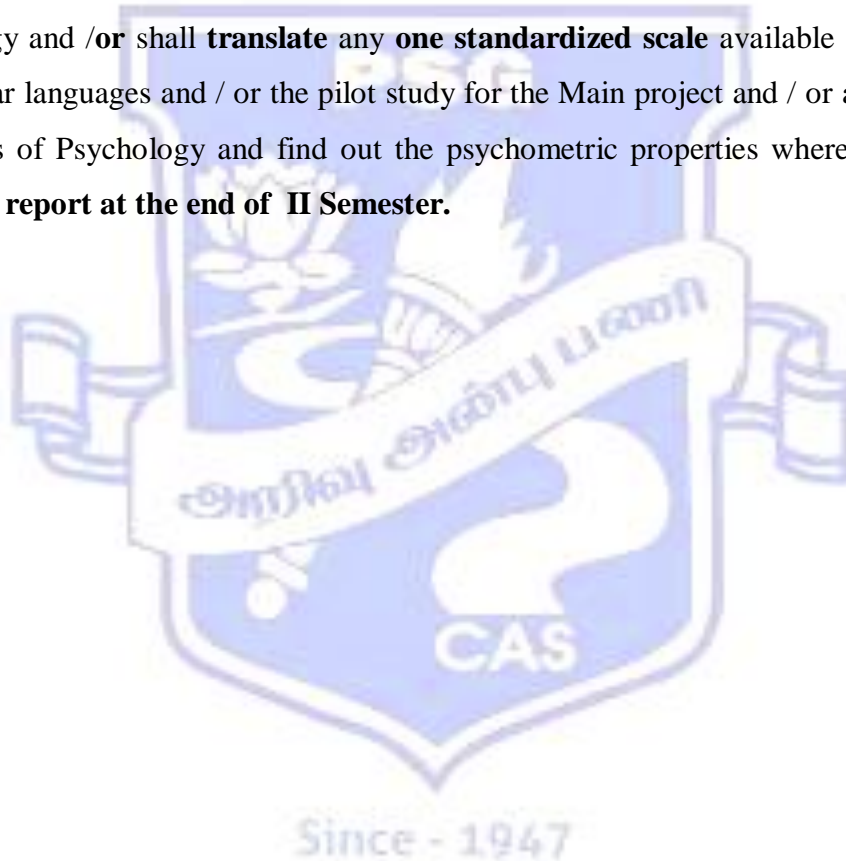 gy and /or shall translate any one standardized scale available
ar languages and / or the pilot study for the Main project and / or a
s of Psychology and find out the psychometric properties where
report at the end of II Semester.
PSG
அறிவு அன்பு பணி
CAS
Since - 1947